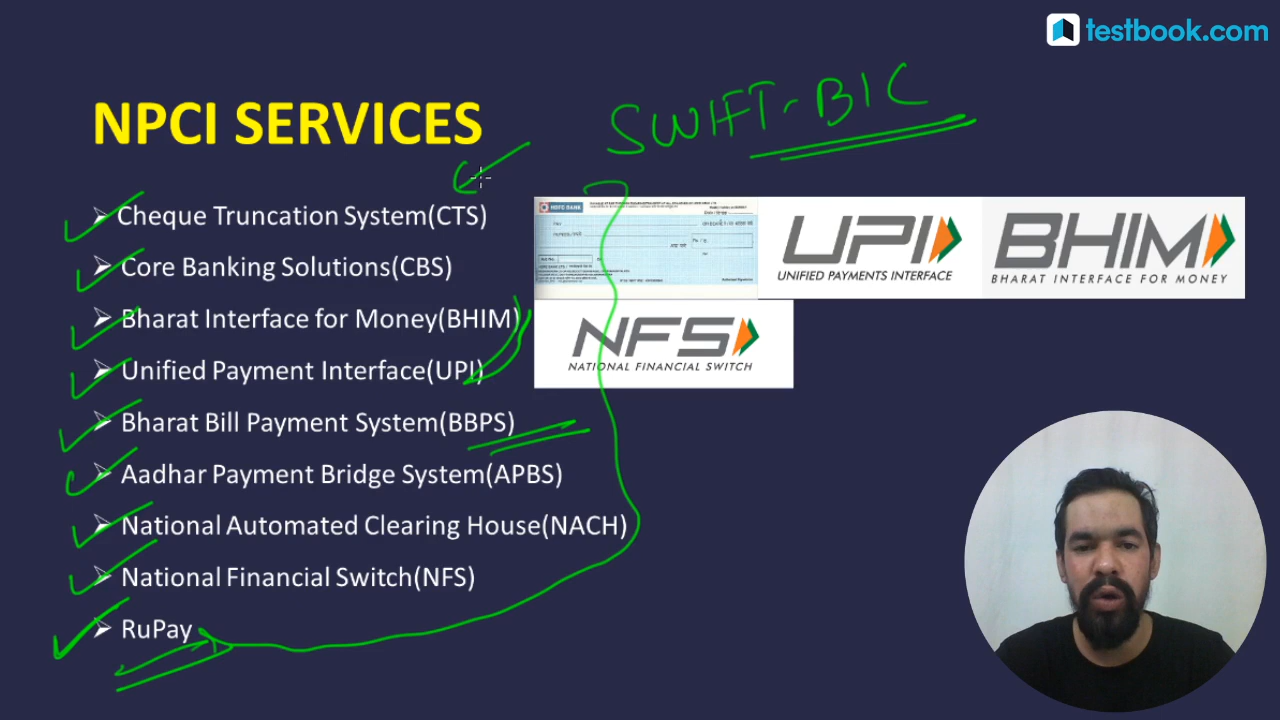 testbook.com
NPCI SERVICES
SWIFT-BIC
Cheque Truncation System(CTS)
Core Banking Solutions(CBS)
Bharat Interface for Money(BHIM)
Unified Payment Interface(UPI)
Bharat Bill Payment System(BBPS)
Aadhar Payment Bridge System(APBS)
National Automated Clearing House(NACH)
National Financial Switch(NFS)
RuPay
HDFC BANK
UPI
UNIFIED PAYMENTS INTERFACE
BHIM
BHARAT INTERFACE FOR MONEY
NFS
NATIONAL FINANCIAL SWITCH